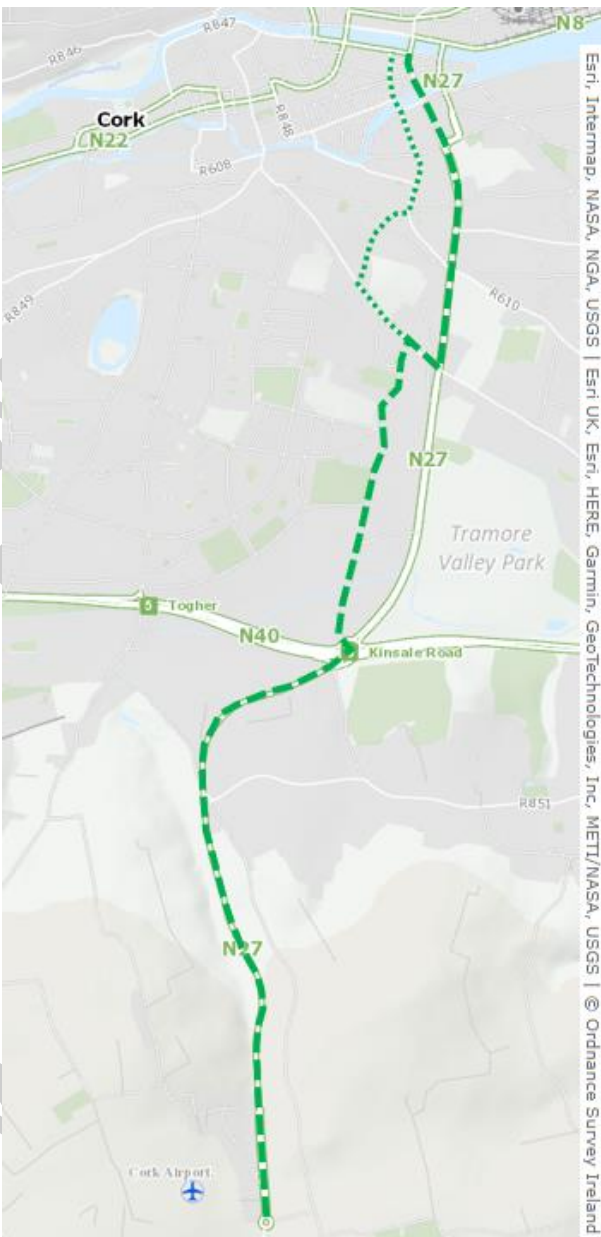 N8
R847
R846
N27
Cork
N22
R848
R608
R849
R610
N27
Tramore
Valley Park
5 Togher
N40
Kinsale Road
R851
N27
Cork Airport
Esri, Intermap, NASA, NGA, USGS | Esri UK, Esri, HERE, Garmin, GeoTechnologies, Inc, METI/NASA, USGS | © Ordnance Survey Ireland